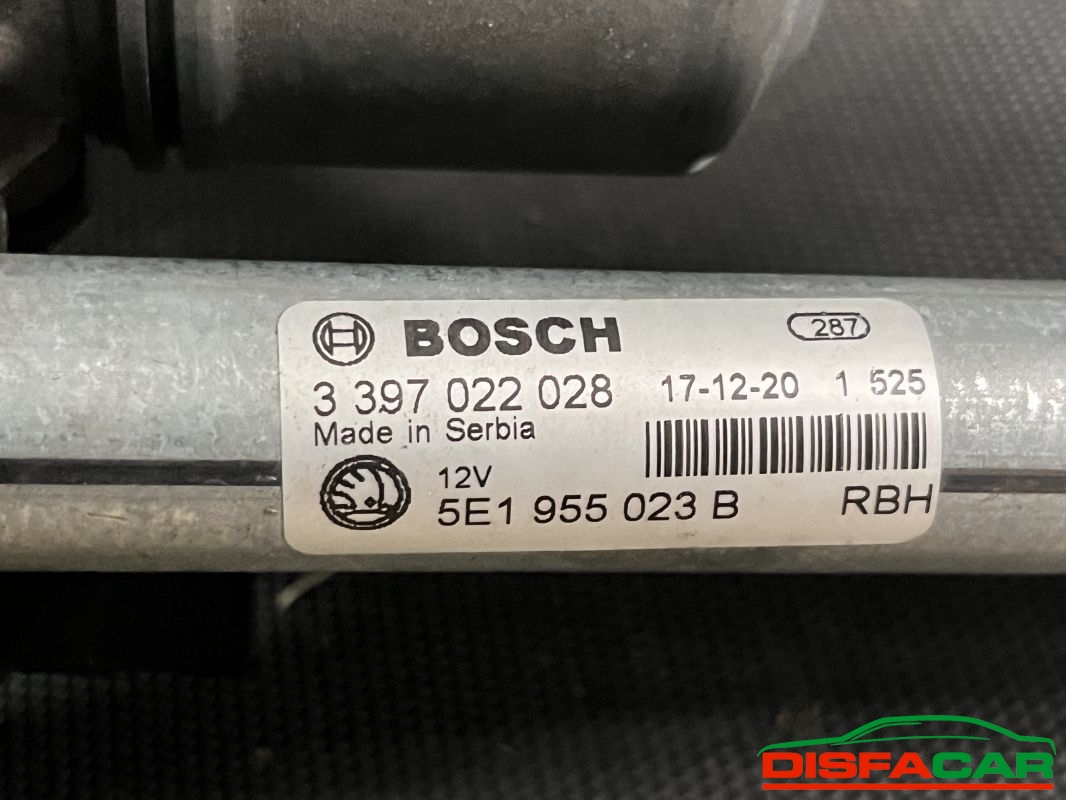 BOSCH 287
3 397 022 028 17-12-20 1 525
Made in Serbia
12V
5E1 955 023 B RBH
DISFACAR